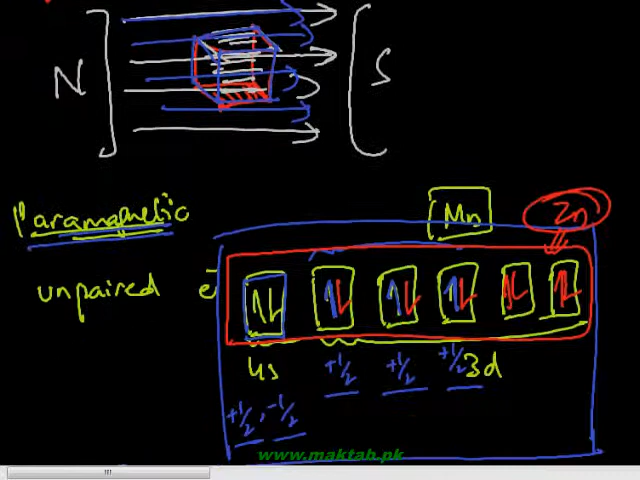 N S
Paramagnetic
Mn Zn
unpaired e⁻
4s 3d
+1/2 +1/2 +1/2
+1/2, -1/2
www.maktab.pk